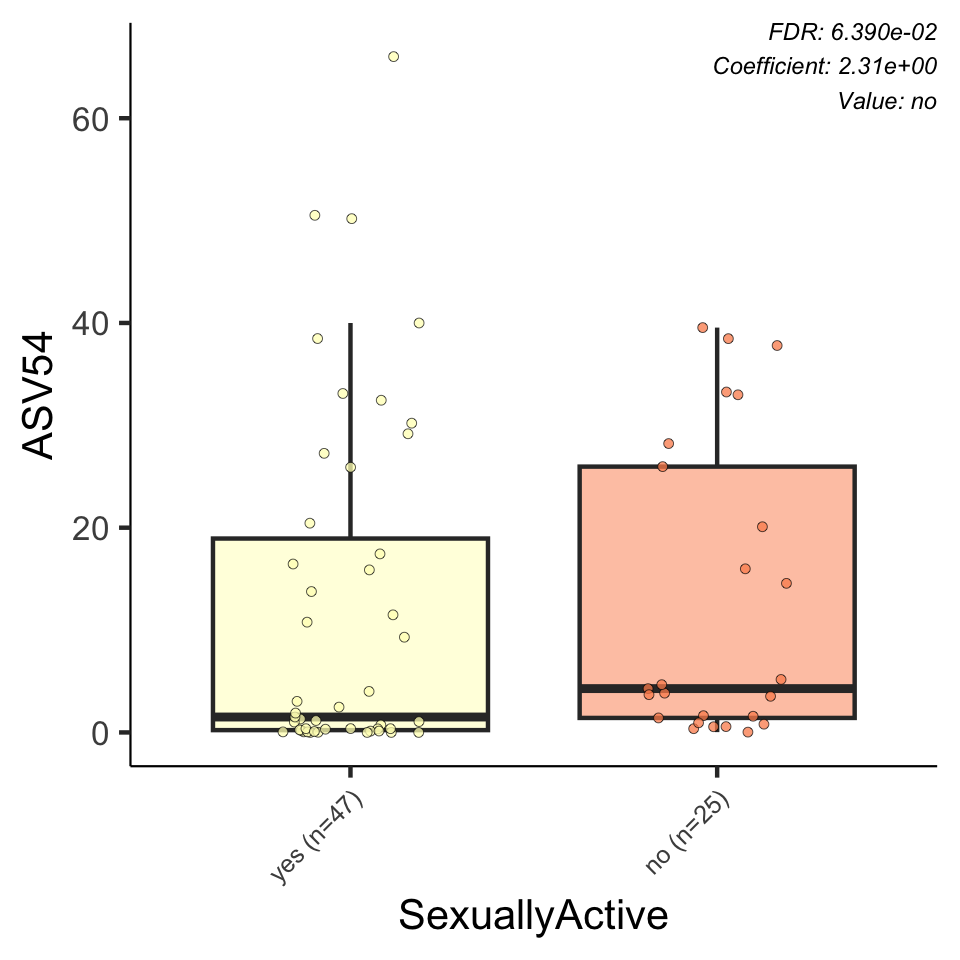 FDR: 6.390e-02
Coefficient: 2.31e+00
Value: no
60
40
20
0
ASV54
yes (n=47)
no (n=25)
SexuallyActive